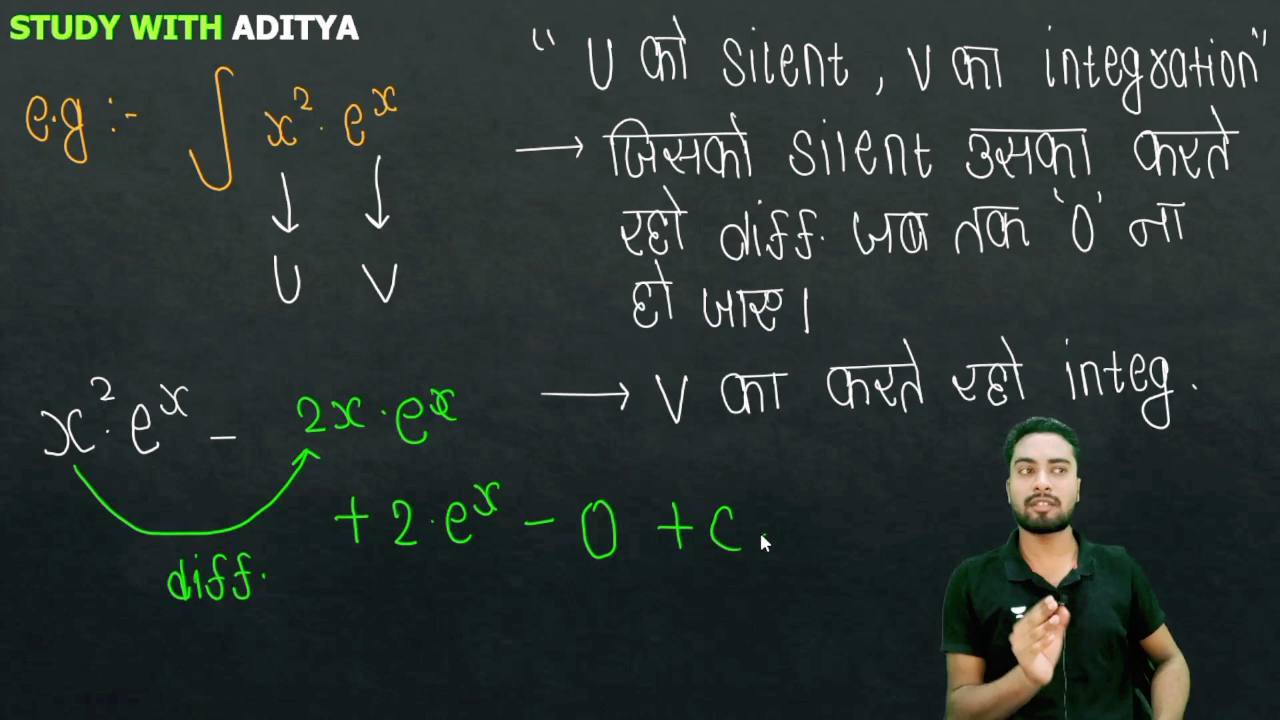 STUDY WITH ADITYA
e.g :- ∫ x² · eˣ
U V
" U को silent , V का integration"
→ जिसको silent उसका करते
रहो diff. जब तक '0' ना
हो जाए।
→ V का करते रहो integ.
x² · eˣ – 2x · eˣ
diff.
+ 2 · eˣ – 0 + C .